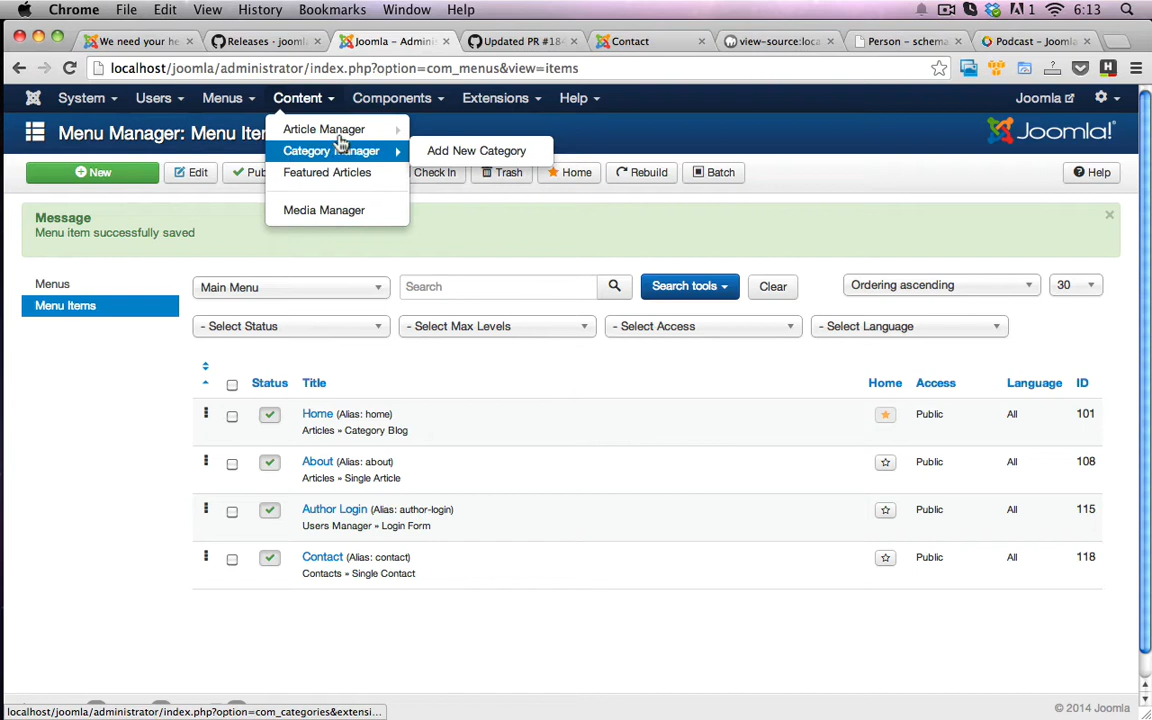 Chrome File Edit View History Bookmarks Window Help 1 6:13
We need your he Releases - jooml Joomla - Admini Updated PR #184 Contact view-source:loca Person - schema Podcast - Jooml
localhost/joomla/administrator/index.php?option=com_menus&view=items
System Users Menus Content Components Extensions Help Joomla
Menu Manager: Menu Ite Joomla!
Article Manager
Category Manager Add New Category
Featured Articles
Media Manager
New Edit Pub Check In Trash Home Rebuild Batch Help
Message
Menu item successfully saved
Menus
Menu Items
Main Menu Search Search tools Clear Ordering ascending 30
- Select Status - Select Max Levels - Select Access - Select Language
Status Title Home Access Language ID
Home (Alias: home) Public All 101
Articles » Category Blog
About (Alias: about) Public All 108
Articles » Single Article
Author Login (Alias: author-login) Public All 115
Users Manager » Login Form
Contact (Alias: contact) Public All 118
Contacts » Single Contact
localhost/joomla/administrator/index.php?option=com_categories&extensi...
© 2014 Joomla